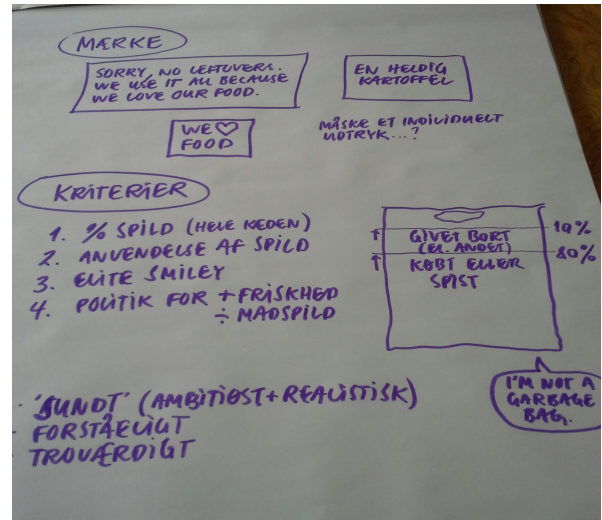 MÆRKE
SORRY, NO LEFTOVERS.
WE USE IT ALL BECAUSE
WE LOVE OUR FOOD.
EN HELDIG
KARTOFFEL
WE ♡
FOOD
MÅSKE ET INDIVIDUELT
UDTRYK...?
KRITERIER
1. % SPILD (HELE KEDEN)
2. ANVENDELSE AF SPILD
3. ELITE SMILEY
4. POLITIK FOR + FRISKHED
÷ MADSPILD
↑ GIVET BORT
(EL. ANDET)
↑ KØBT ELLER
SPIST
80%
I'M NOT A
GARBAGE
BAG.
· 'SUNDT' (AMBITIØST + REALISTISK)
- FORSTÅELIGT
- TROVÆRDIGT